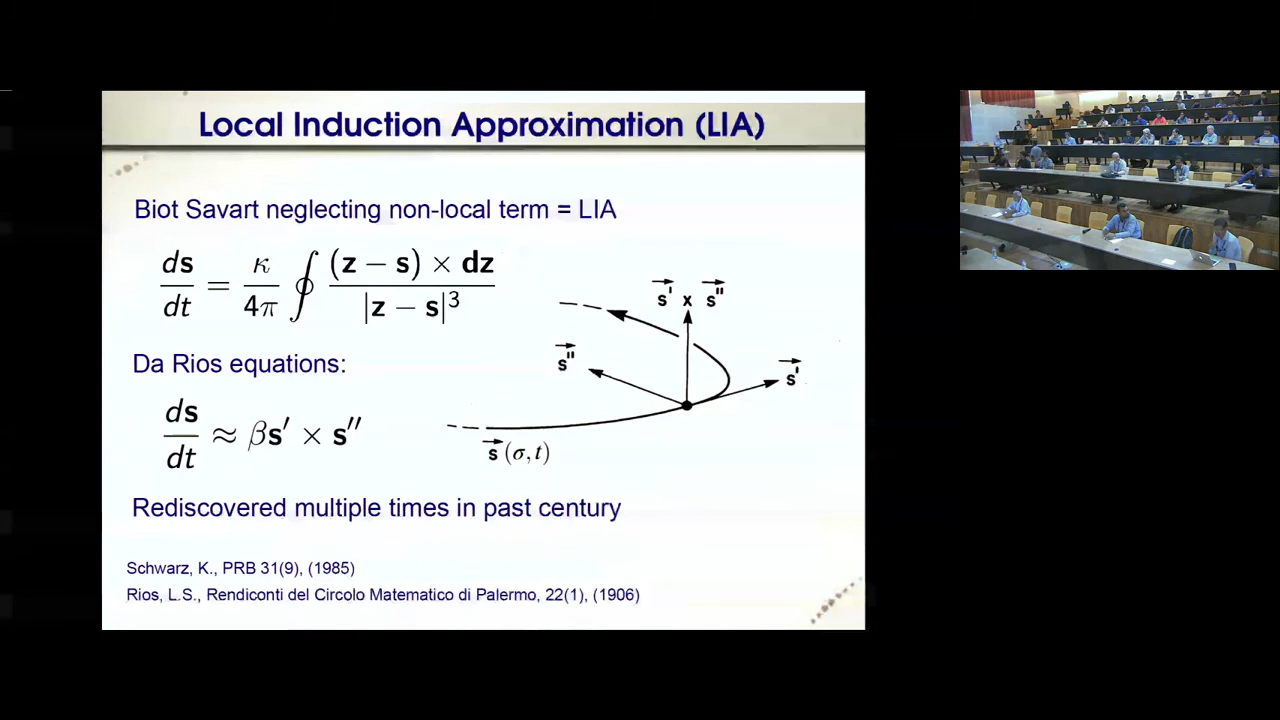 Local Induction Approximation (LIA)
Biot Savart neglecting non-local term = LIA
ds/dt = κ/4π ∮ (z − s) × dz / |z − s|³
Da Rios equations:
ds/dt ≈ βs′ × s″
s⃗′ x s⃗″
s⃗″
s⃗′
s⃗ (σ, t)
Rediscovered multiple times in past century
Schwarz, K., PRB 31(9), (1985)
Rios, L.S., Rendiconti del Circolo Matematico di Palermo, 22(1), (1906)